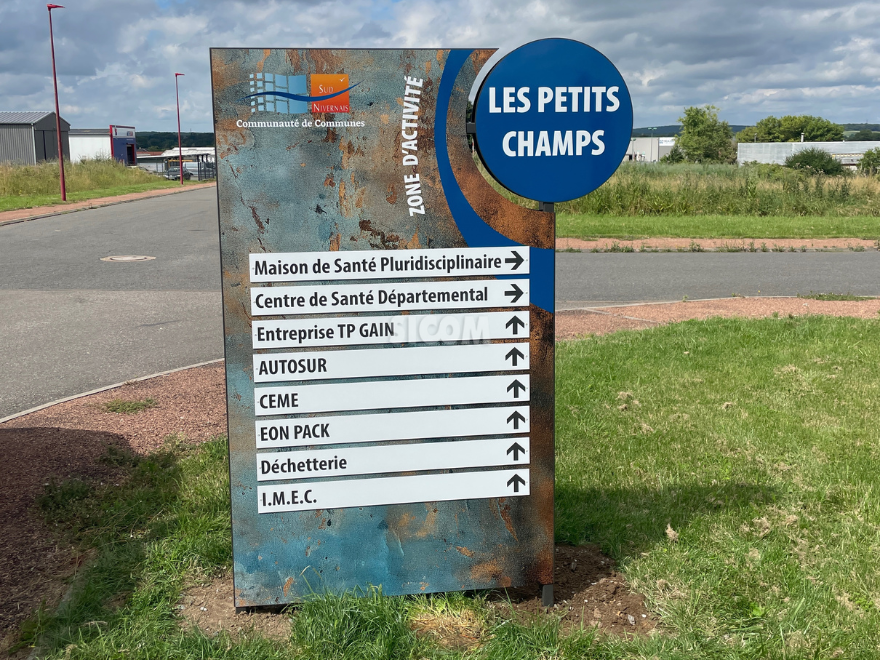 SUD
NIVERNAIS
Communauté de Communes
ZONE D'ACTIVITÉ
LES PETITS
CHAMPS
Maison de Santé Pluridisciplinaire →
Centre de Santé Départemental →
Entreprise TP GAIN ↑
SICOM
AUTOSUR ↑
CEME ↑
EON PACK ↑
Déchetterie ↑
I.M.E.C. ↑